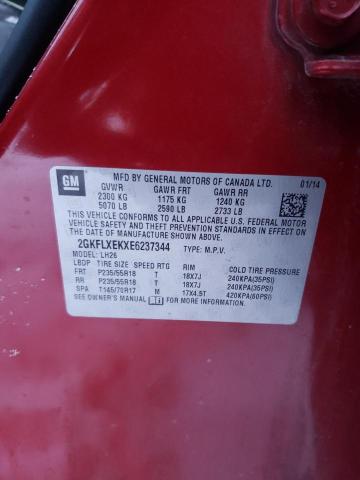 GM
MFD BY GENERAL MOTORS OF CANADA LTD. 01/14
GVWR GAWR FRT GAWR RR
2300 KG 1175 KG 1240 KG
5070 LB 2590 LB 2733 LB
THIS VEHICLE CONFORMS TO ALL APPLICABLE U.S. FEDERAL MOTOR
VEHICLE SAFETY AND THEFT PREVENTION STANDARDS IN EFFECT
ON THE DATE OF MANUFACTURE SHOWN ABOVE.
2GKFLXEKXE6237344 TYPE: M.P.V.
MODEL: LH26
LBDP TIRE SIZE SPEED RTG RIM COLD TIRE PRESSURE
FRT P235/55R18 T 18X7J 240KPA(35PSI)
RR P235/55R18 T 18X7J 240KPA(35PSI)
SPA T145/70R17 M 17X4.5T 420KPA(60PSI)
SEE OWNER'S MANUAL FOR ADDITIONAL INFORMATION.